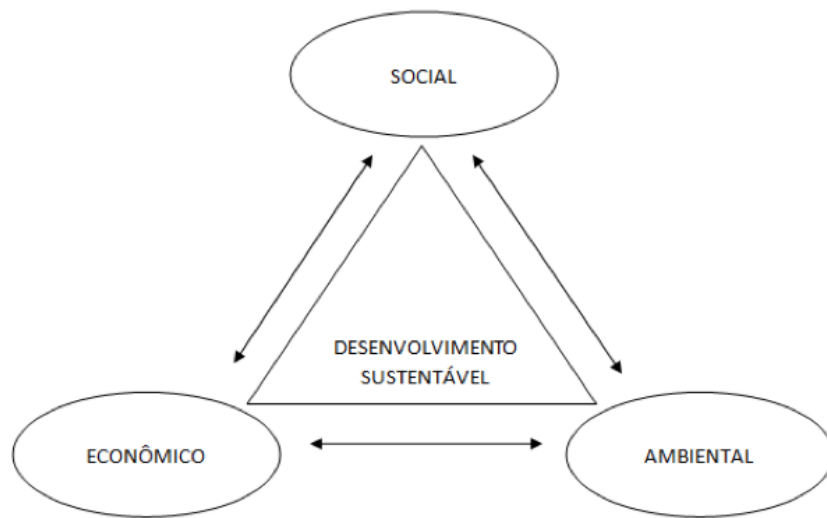 SOCIAL
DESENVOLVIMENTO
SUSTENTÁVEL
ECONÔMICO
AMBIENTAL